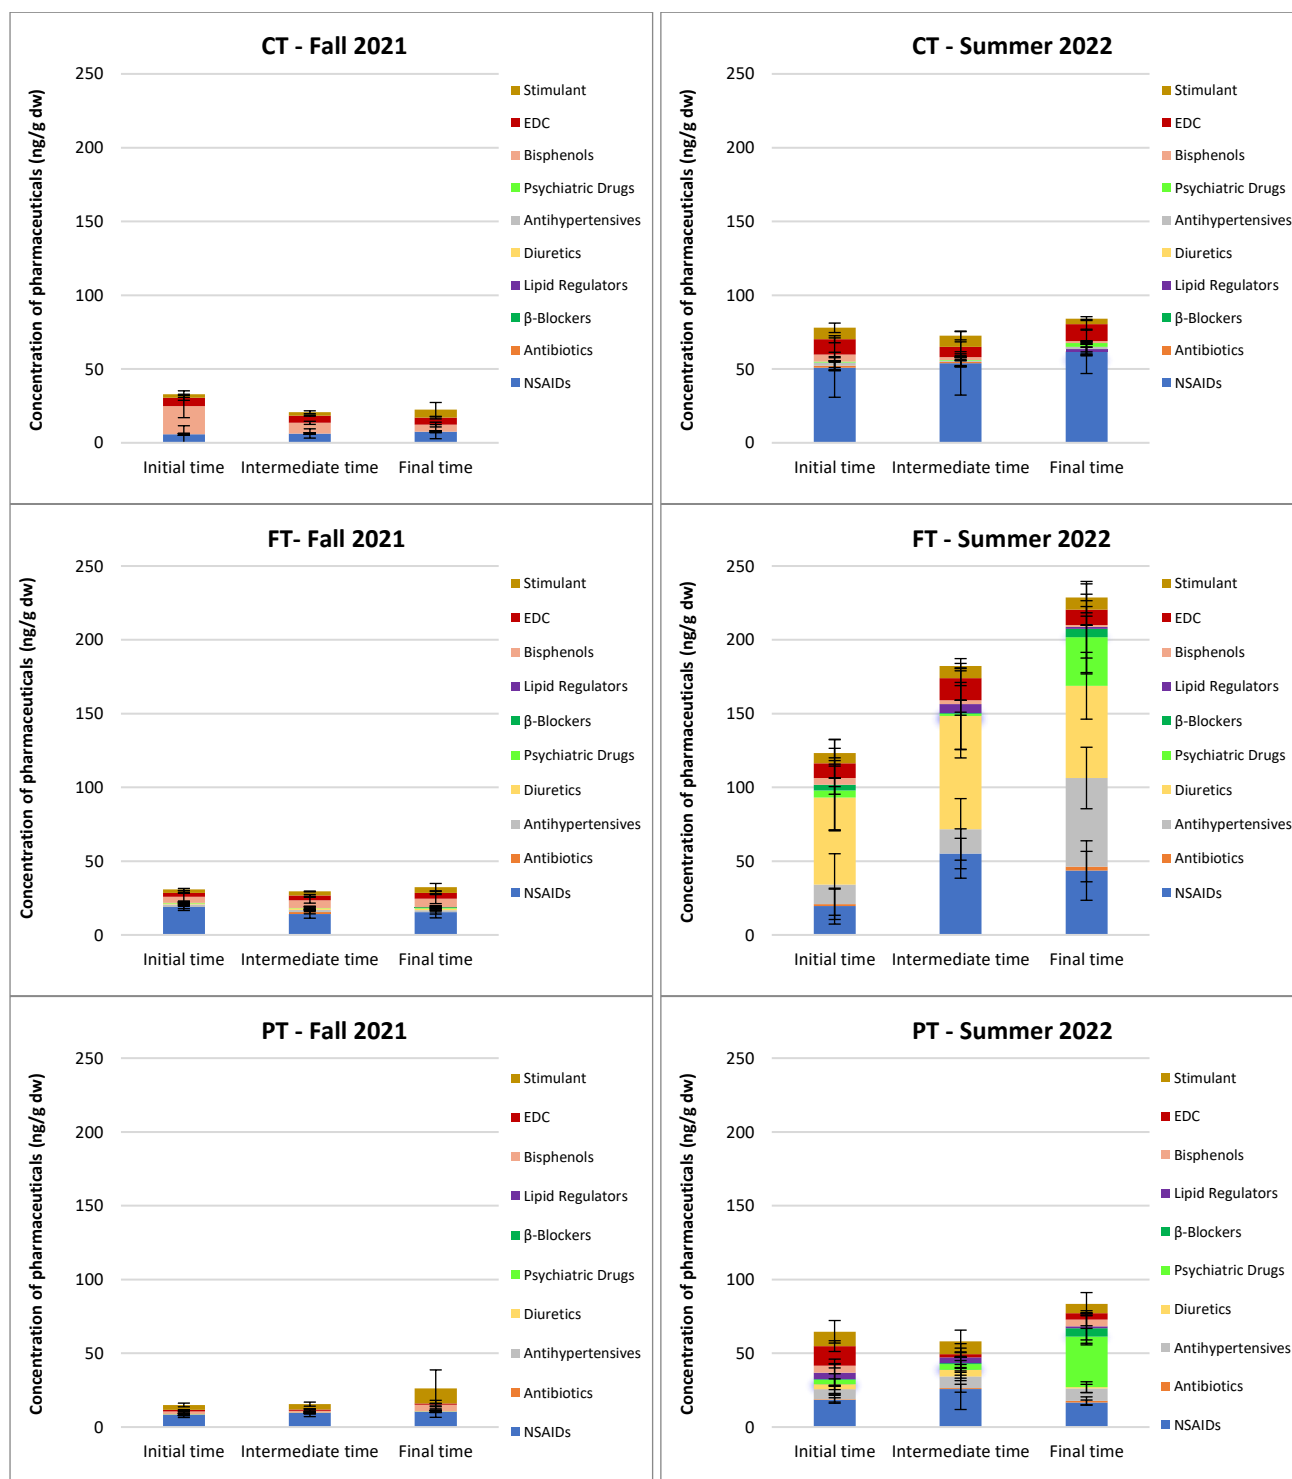 CT - Fall 2021
Concentration of pharmaceuticals (ng/g dw)
250
200
150
100
50
0
Initial time
Intermediate time
Final time
Stimulant
EDC
Bisphenols
Psychiatric Drugs
Antihypertensives
Diuretics
Lipid Regulators
β-Blockers
Antibiotics
NSAIDs
CT - Summer 2022
Concentration of pharmaceuticals (ng/g dw)
250
200
150
100
50
0
Initial time
Intermediate time
Final time
Stimulant
EDC
Bisphenols
Psychiatric Drugs
Antihypertensives
Diuretics
Lipid Regulators
β-Blockers
Antibiotics
NSAIDs
FT- Fall 2021
Concentration of pharmaceuticals (ng/g dw)
250
200
150
100
50
0
Initial time
Intermediate time
Final time
Stimulant
EDC
Bisphenols
Lipid Regulators
β-Blockers
Psychiatric Drugs
Diuretics
Antihypertensives
Antibiotics
NSAIDs
FT - Summer 2022
Concentration of pharmaceuticals (ng/g dw)
250
200
150
100
50
0
Initial time
Intermediate time
Final time
Stimulant
EDC
Bisphenols
Lipid Regulators
β-Blockers
Psychiatric Drugs
Diuretics
Antihypertensives
Antibiotics
NSAIDs
PT - Fall 2021
Concentration of pharmaceuticals (ng/g dw)
250
200
150
100
50
0
Initial time
Intermediate time
Final time
Stimulant
EDC
Bisphenols
Lipid Regulators
β-Blockers
Psychiatric Drugs
Diuretics
Antihypertensives
Antibiotics
NSAIDs
PT - Summer 2022
Concentration of pharmaceuticals (ng/g dw)
250
200
150
100
50
0
Initial time
Intermediate time
Final time
Stimulant
EDC
Bisphenols
Lipid Regulators
β-Blockers
Psychiatric Drugs
Diuretics
Antihypertensives
Antibiotics
NSAIDs